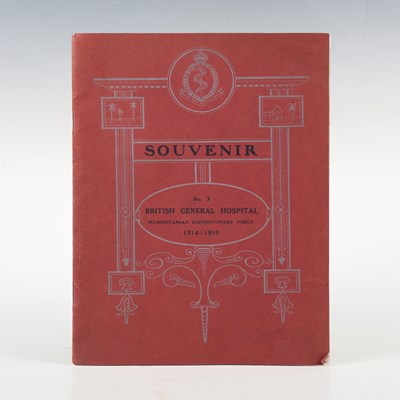 SOUVENIR
No. 3
BRITISH GENERAL HOSPITAL
MESOPOTAMIAN EXPEDITIONARY FORCE
1914–1919